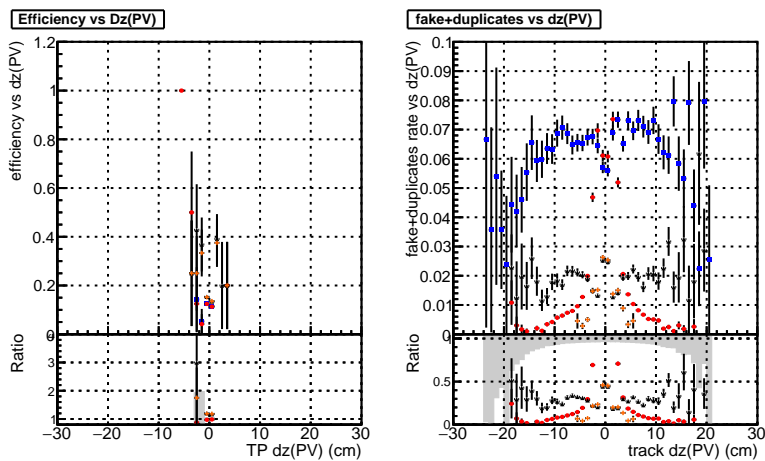 Efficiency vs Dz(PV)
efficiency vs dz(PV)
1.2
1
0.8
0.6
0.4
0.2
0
Ratio
4
3
2
1
−30 −20 −10 0 10 20 30
TP dz(PV) (cm)
fake+duplicates vs dz(PV)
fake+duplicates rate vs dz(PV)
0.1
0.09
0.08
0.07
0.06
0.05
0.04
0.03
0.02
0.01
0
Ratio
1
0.5
0
−30 −20 −10 0 10 20 30
track dz(PV) (cm)